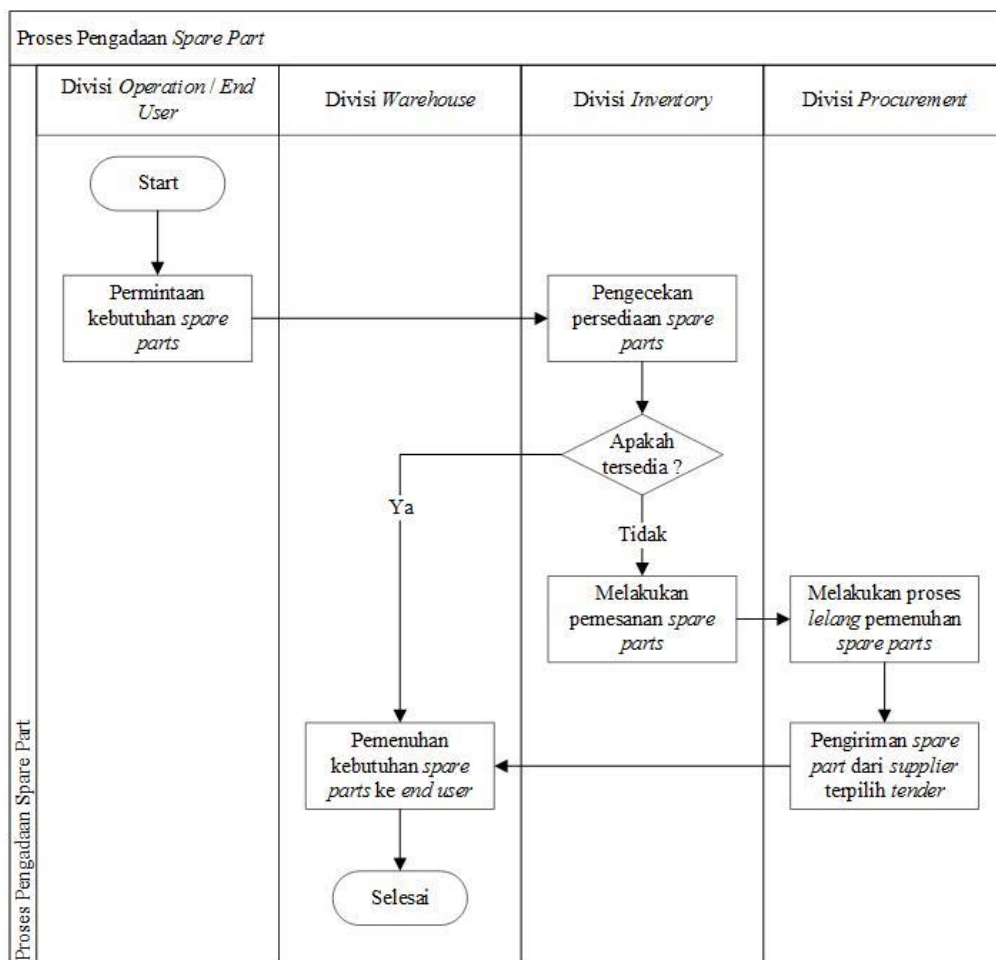 Proses Pengadaan Spare Part
Divisi Operation / End
User
Divisi Warehouse
Divisi Inventory
Divisi Procurement
Start
Permintaan
kebutuhan spare
parts
Pengecekan
persediaan spare
parts
Apakah
tersedia ?
Ya
Tidak
Melakukan
pemesanan spare
parts
Melakukan proses
lelang pemenuhan
spare parts
Pemenuhan
kebutuhan spare
parts ke end user
Pengiriman spare
part dari supplier
terpilih tender
Selesai
Proses Pengadaan Spare Part